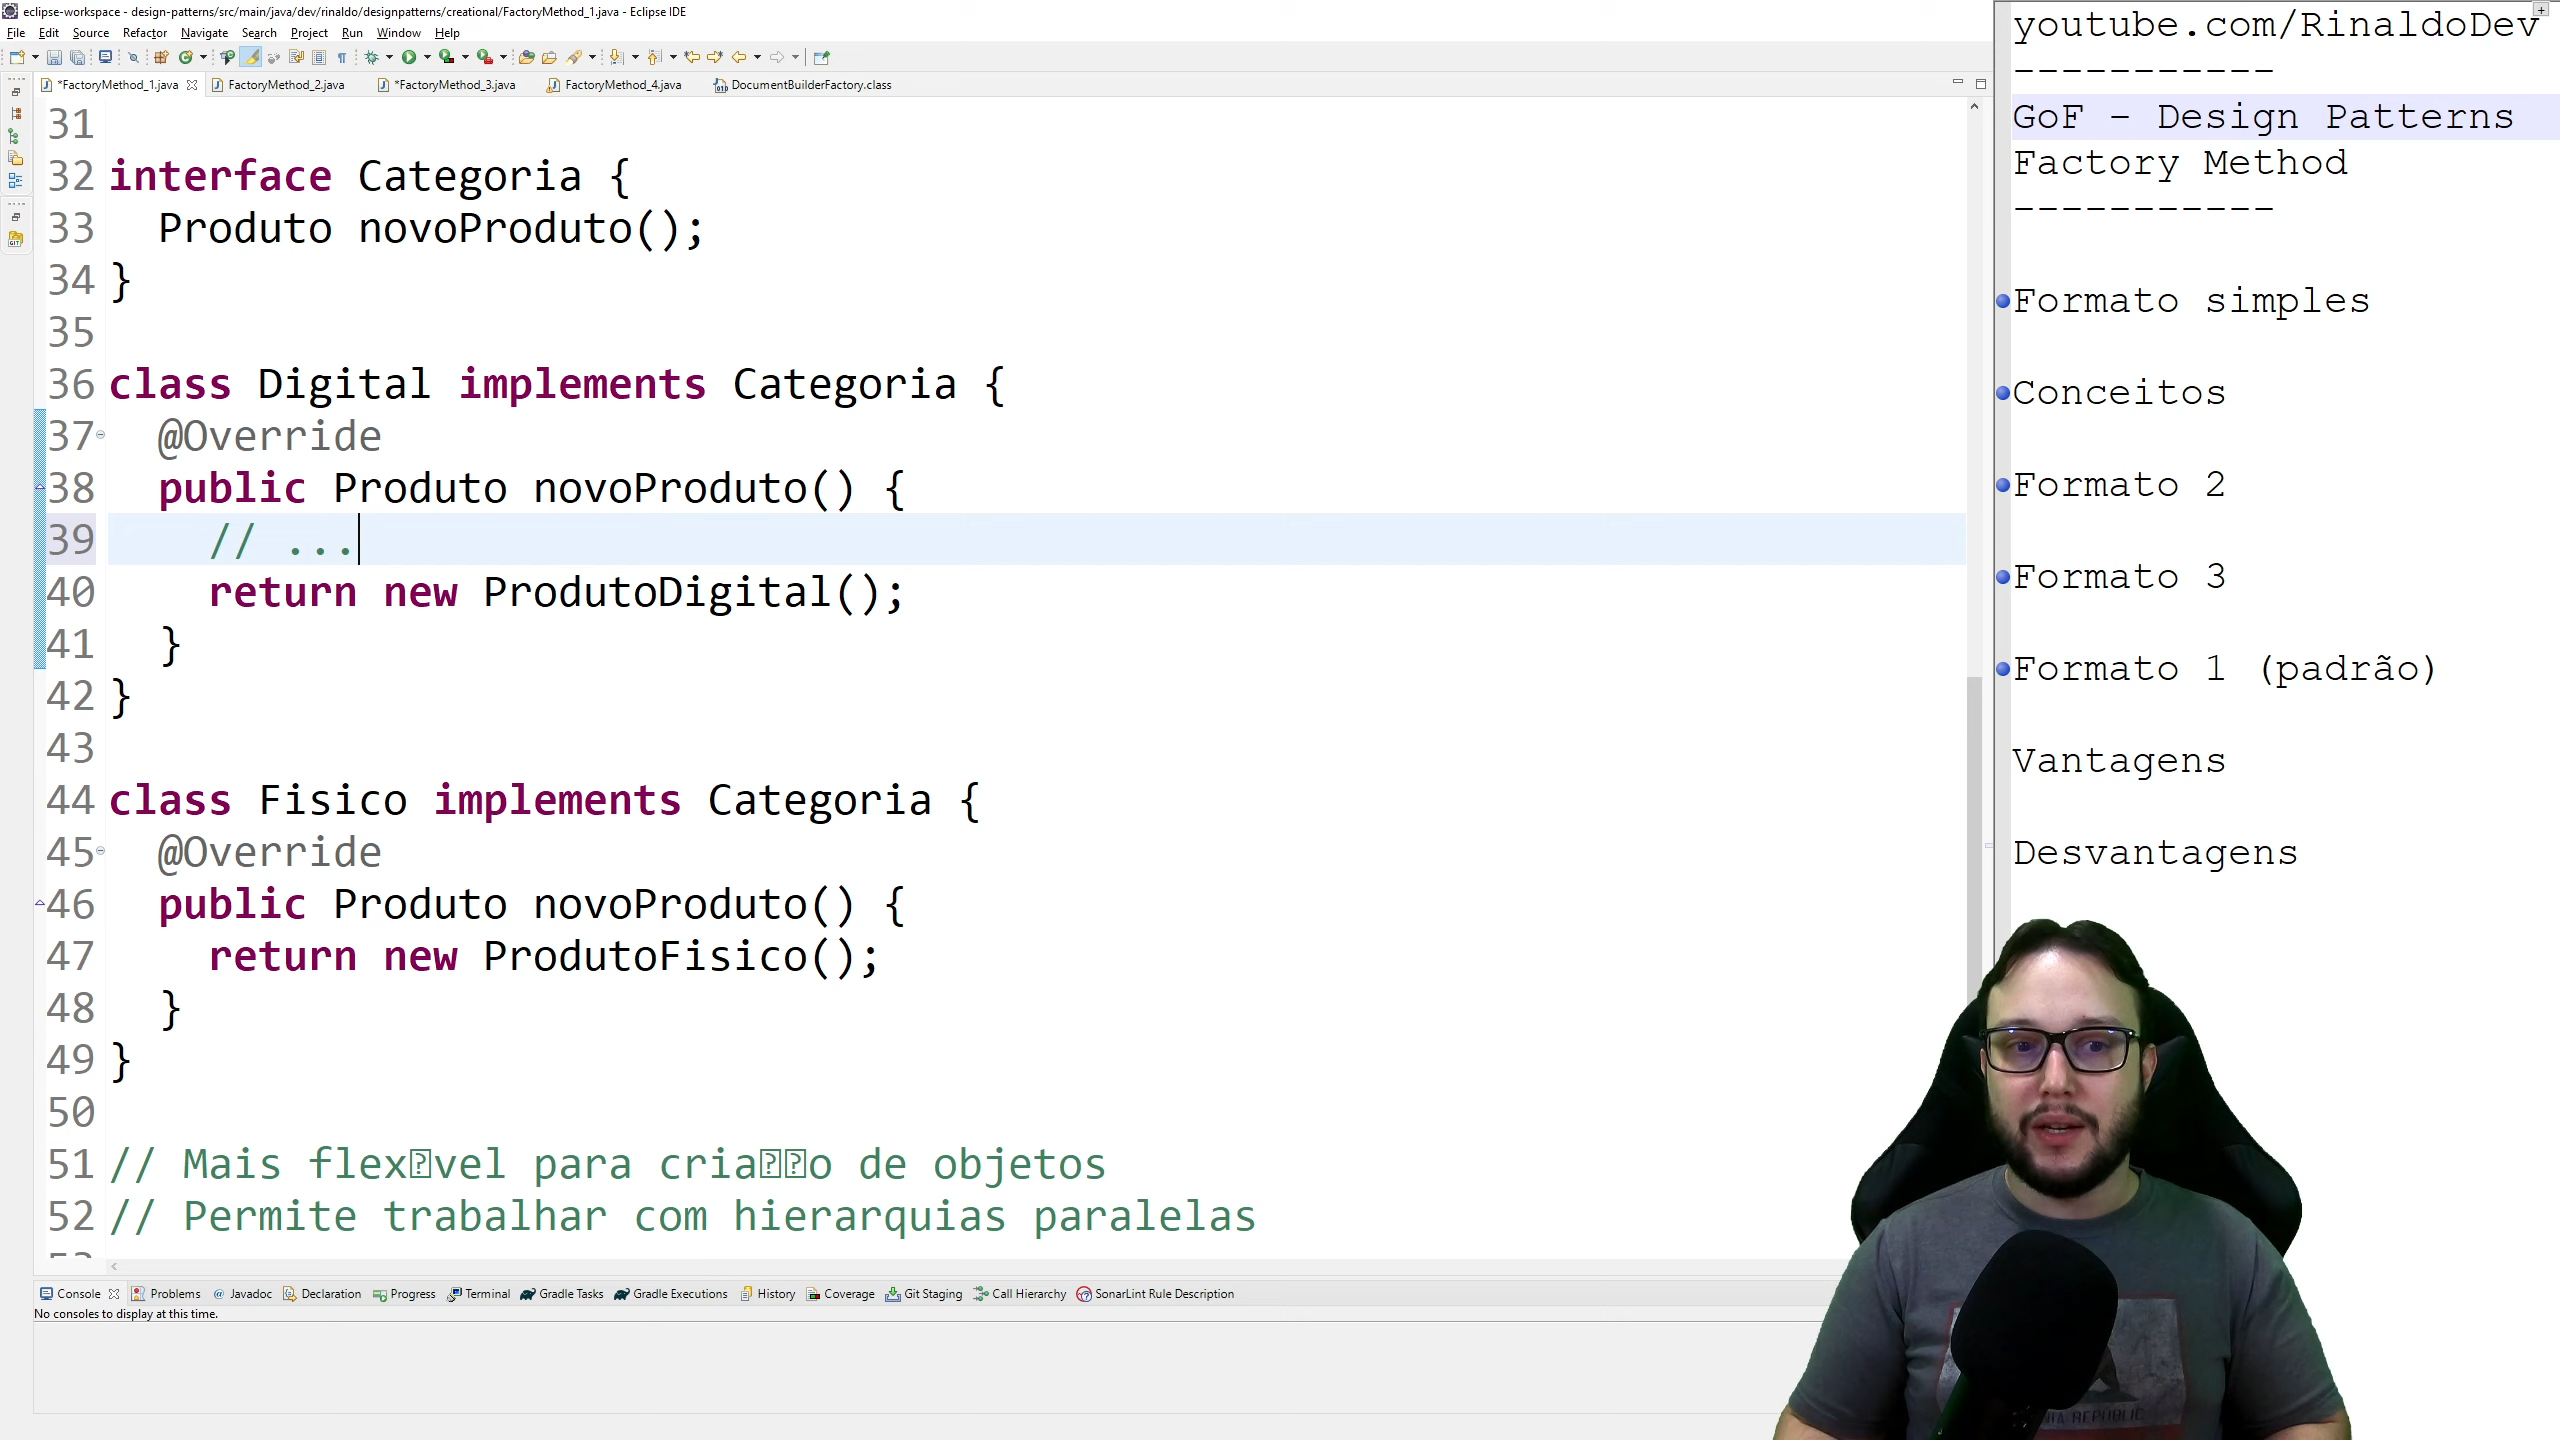 eclipse-workspace - design-patterns/src/main/java/dev/rinaldo/designpatterns/creational/FactoryMethod_1.java - Eclipse IDE
File Edit Source Refactor Navigate Search Project Run Window Help
*FactoryMethod_1.java FactoryMethod_2.java *FactoryMethod_3.java FactoryMethod_4.java DocumentBuilderFactory.class
31
32 interface Categoria {
33 Produto novoProduto();
34 }
35
36 class Digital implements Categoria {
37 @Override
38 public Produto novoProduto() {
39 // ...
40 return new ProdutoDigital();
41 }
42 }
43
44 class Fisico implements Categoria {
45 @Override
46 public Produto novoProduto() {
47 return new ProdutoFisico();
48 }
49 }
50
51 // Mais flex�vel para cria��o de objetos
52 // Permite trabalhar com hierarquias paralelas
Console Problems Javadoc Declaration Progress Terminal Gradle Tasks Gradle Executions History Coverage Git Staging Call Hierarchy SonarLint Rule Description
No consoles to display at this time.
youtube.com/RinaldoDev
-----------
GoF - Design Patterns
Factory Method
-----------
Formato simples
Conceitos
Formato 2
Formato 3
Formato 1 (padrão)
Vantagens
Desvantagens
REPUBLIC